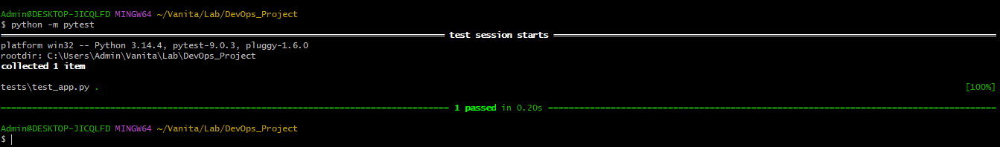 Admin@DESKTOP-JICQLFD MINGW64 ~/Vanita/Lab/DevOps_Project
$ python -m pytest
============================= test session starts =============================
platform win32 -- Python 3.14.4, pytest-9.0.3, pluggy-1.6.0
rootdir: C:\Users\Admin\Vanita\Lab\DevOps_Project
collected 1 item
tests\test_app.py . [100%]
============================== 1 passed in 0.20s ==============================
Admin@DESKTOP-JICQLFD MINGW64 ~/Vanita/Lab/DevOps_Project
$